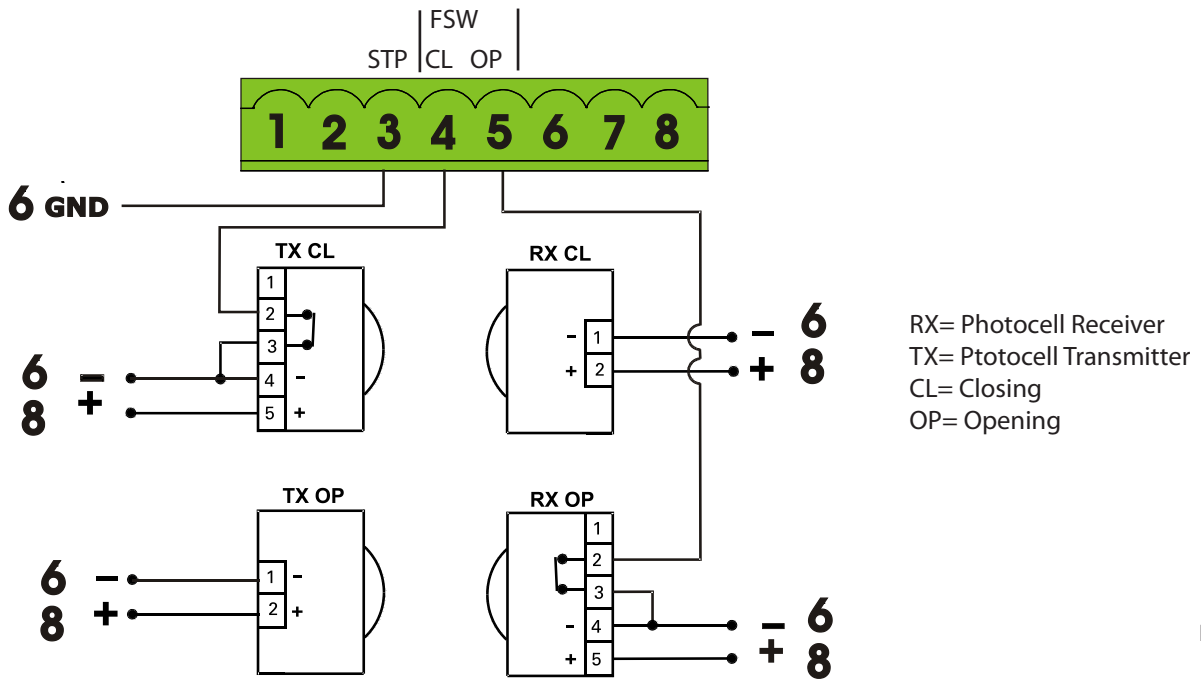 FSW
STP CL OP
1 2 3 4 5 6 7 8
6 GND
TX CL
1
2
3
4 -
5 +
6 -
8 +
RX CL
- 1
+ 2
- 6
+ 8
RX= Photocell Receiver
TX= Ptotocell Transmitter
CL= Closing
OP= Opening
TX OP
1 -
2 +
6 -
8 +
RX OP
1
2
3
- 4
+ 5
- 6
+ 8